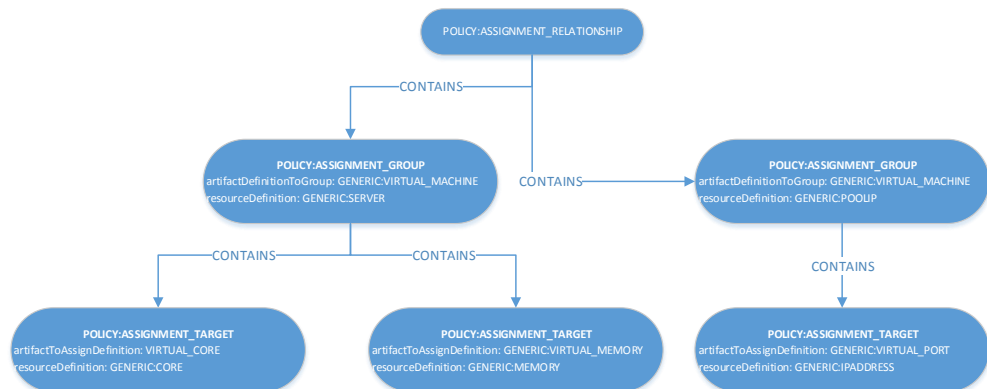 POLICY:ASSIGNMENT_RELATIONSHIP
CONTAINS
POLICY:ASSIGNMENT_GROUP
artifactDefinitionToGroup: GENERIC:VIRTUAL_MACHINE
resourceDefinition: GENERIC:SERVER
CONTAINS
POLICY:ASSIGNMENT_GROUP
artifactDefinitionToGroup: GENERIC:VIRTUAL_MACHINE
resourceDefinition: GENERIC:POOLIP
CONTAINS
CONTAINS
CONTAINS
POLICY:ASSIGNMENT_TARGET
artifactToAssignDefinition: VIRTUAL_CORE
resourceDefinition: GENERIC:CORE
POLICY:ASSIGNMENT_TARGET
artifactToAssignDefinition: GENERIC:VIRTUAL_MEMORY
resourceDefinition: GENERIC:MEMORY
POLICY:ASSIGNMENT_TARGET
artifactToAssignDefinition: GENERIC:VIRTUAL_PORT
resourceDefinition: GENERIC:IPADDRESS